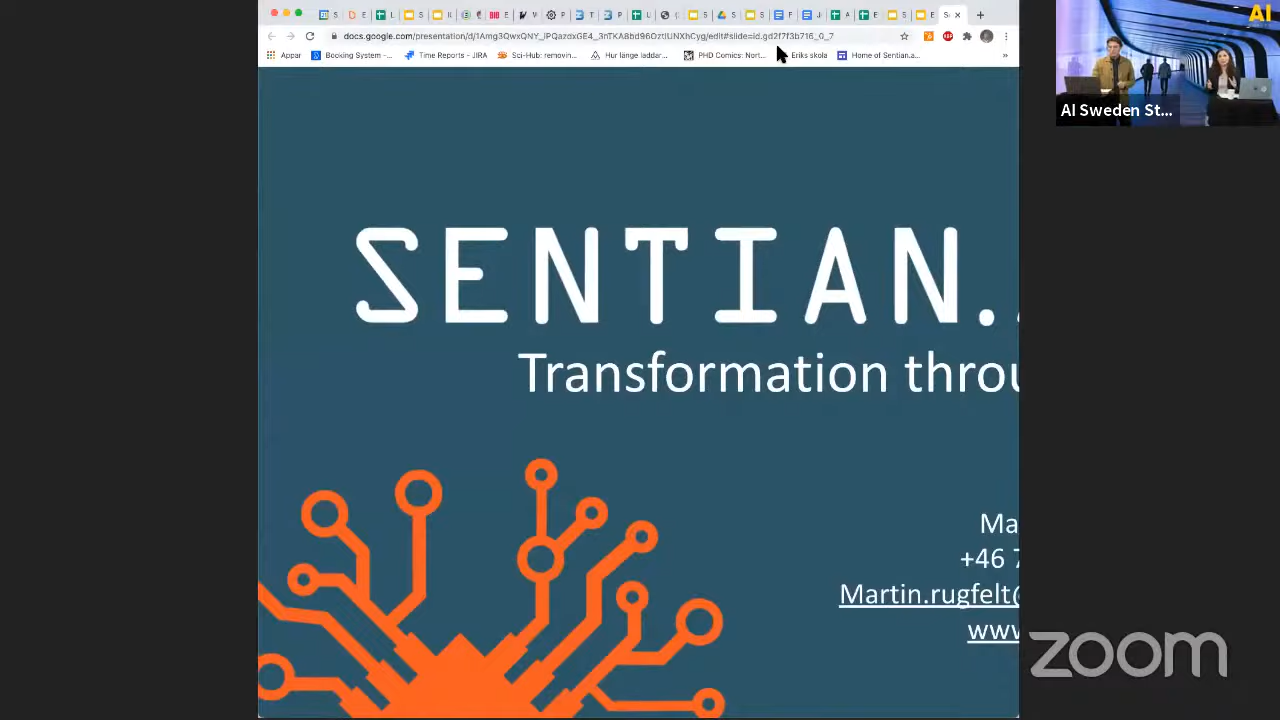 docs.google.com/presentation/d/1Amg3QwxQNY_JPQaiozxGE4_3nTKA8bd96OztIUNXhCyg/edit#slide=id.gd2f7f3b716_0_7
Appar Booking System -... Time Reports - JIRA Sci-Hub: removin... Hur länge laddar... PHD Comics: Nort... Eriks skola Home of Sentian.a... »
AI
AI Sweden St...
SENTIAN.
Transformation throu
Ma
+46 7
Martin.rugfelt@
www
zoom